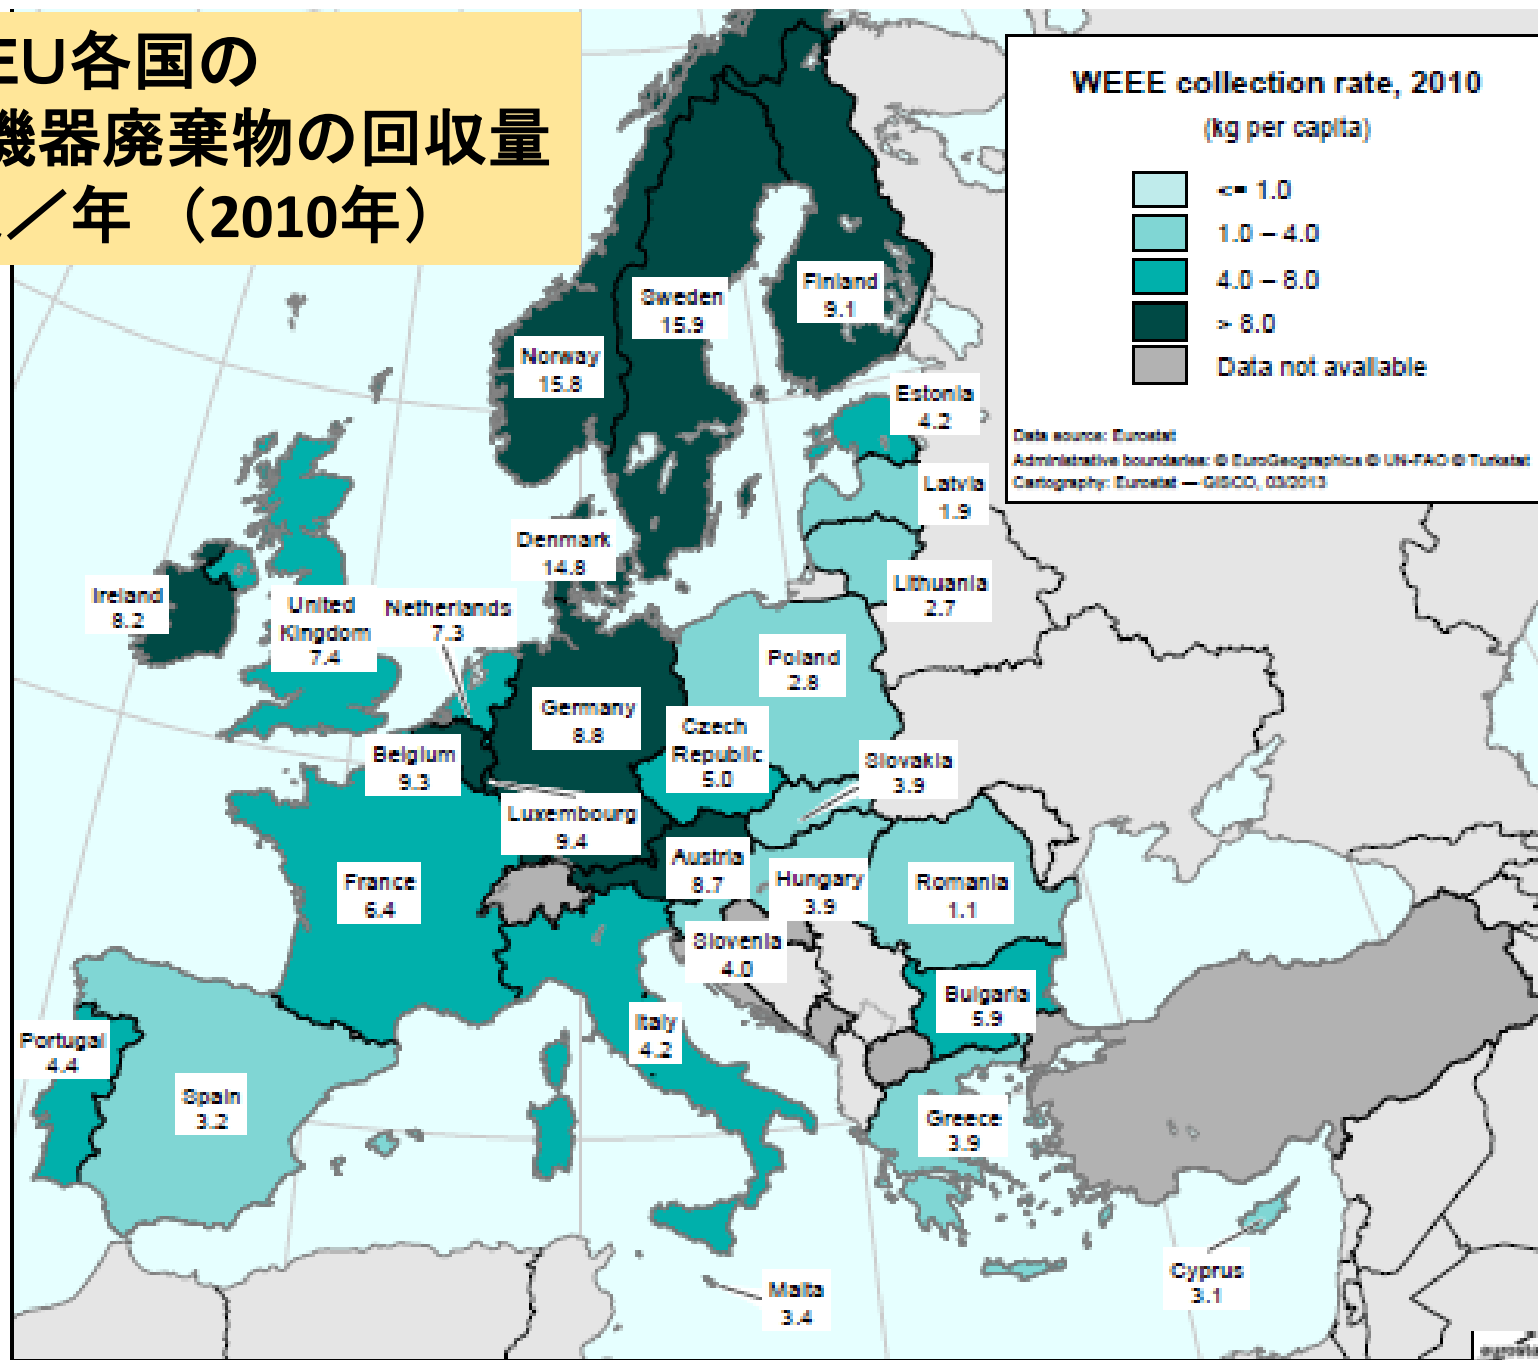 EU各国の
機器廃棄物の回収量
／年 （2010年）
WEEE collection rate, 2010
(kg per capita)
<= 1.0
1.0 – 4.0
4.0 – 8.0
> 8.0
Data not available
Data source: Eurostat
Administrative boundaries: © EuroGeographics © UN-FAO © Turkstat
Cartography: Eurostat — GISCO, 03/2013
Finland
9.1
Sweden
15.9
Norway
15.8
Estonia
4.2
Latvia
1.9
Denmark
14.8
Lithuania
2.7
Ireland
8.2
United
Kingdom
7.4
Netherlands
7.3
Poland
2.8
Germany
8.8
Czech
Republic
5.0
Belgium
9.3
Slovakia
3.9
Luxembourg
9.4
Austria
8.7
Hungary
3.9
Romania
1.1
France
6.4
Slovenia
4.0
Bulgaria
5.9
Italy
4.2
Portugal
4.4
Spain
3.2
Greece
3.9
Cyprus
3.1
Malta
3.4